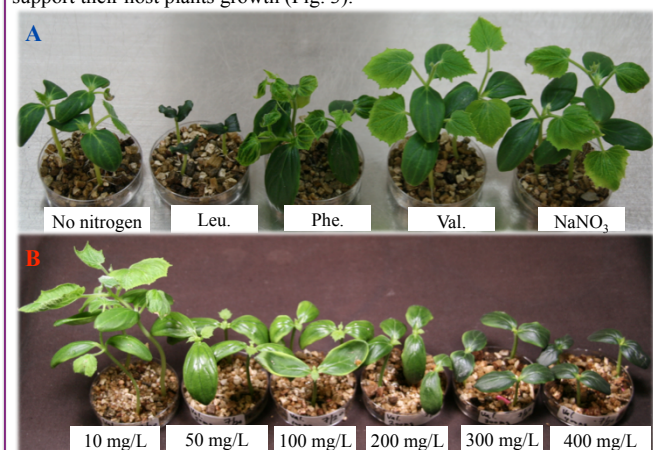 support their host plants growth (Fig. 3).
A
No nitrogen Leu. Phe. Val. NaNO₃
B
10 mg/L 50 mg/L 100 mg/L 200 mg/L 300 mg/L 400 mg/L